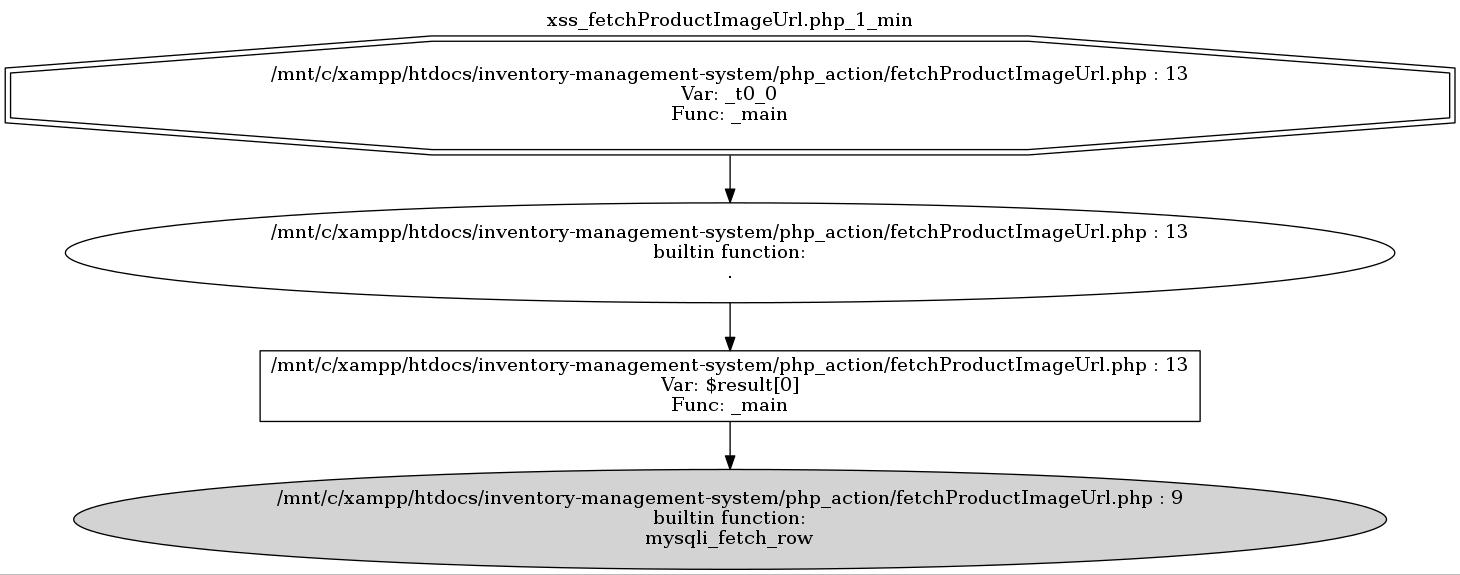 xss_fetchProductImageUrl.php_1_min
/mnt/c/xampp/htdocs/inventory-management-system/php_action/fetchProductImageUrl.php : 13
Var: _t0_0
Func: _main
/mnt/c/xampp/htdocs/inventory-management-system/php_action/fetchProductImageUrl.php : 13
builtin function:
.
/mnt/c/xampp/htdocs/inventory-management-system/php_action/fetchProductImageUrl.php : 13
Var: $result[0]
Func: _main
/mnt/c/xampp/htdocs/inventory-management-system/php_action/fetchProductImageUrl.php : 9
builtin function:
mysqli_fetch_row